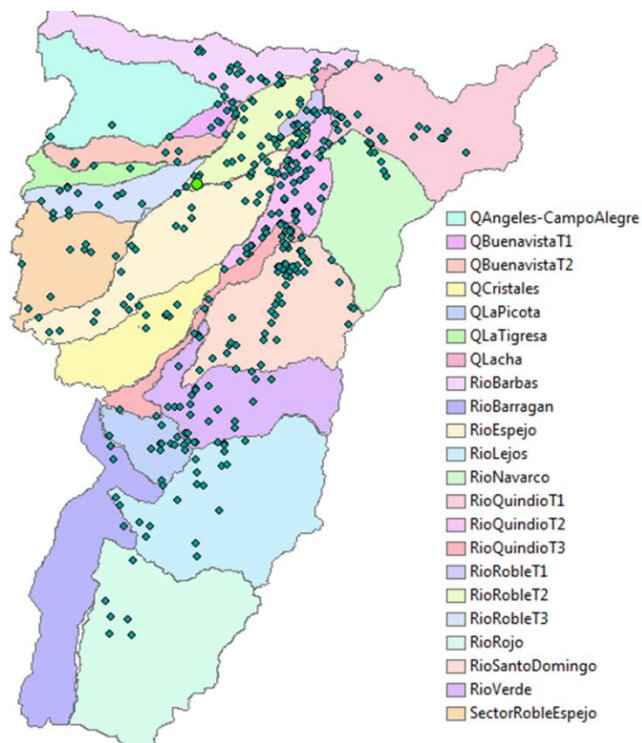 QAngeles-CampoAlegre
QBuenavistaT1
QBuenavistaT2
QCristales
QLaPicota
QLaTigresa
QLacha
RioBarbas
RioBarragan
RioEspejo
RioLejos
RioNavarco
RioQuindioT1
RioQuindioT2
RioQuindioT3
RioRobleT1
RioRobleT2
RioRobleT3
RioRojo
RioSantoDomingo
RioVerde
SectorRobleEspejo